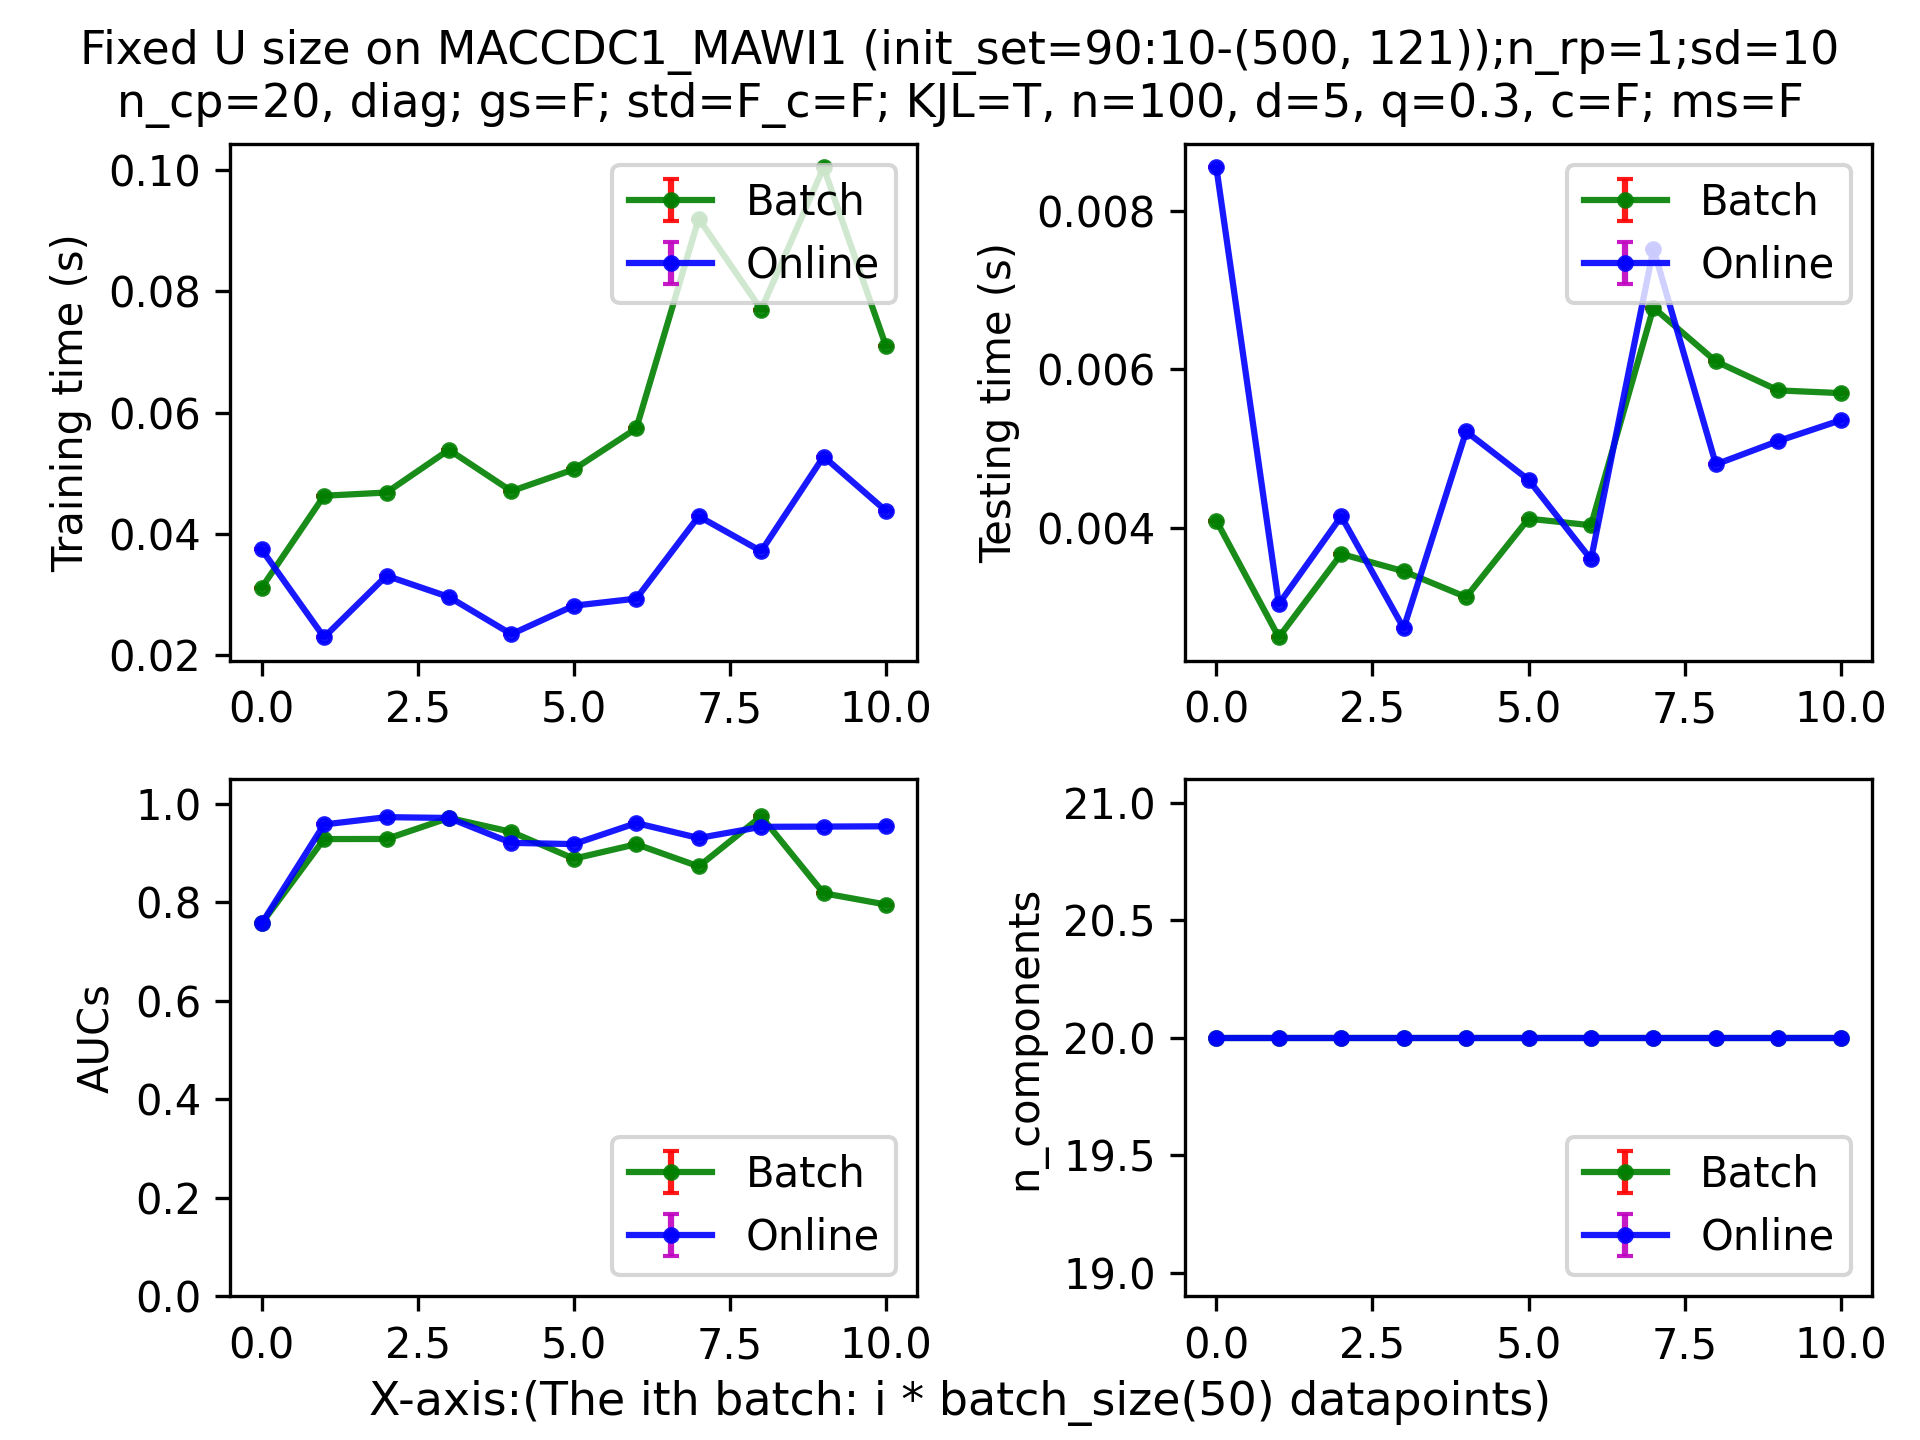 Fixed U size on MACCDC1_MAWI1 (init_set=90:10-(500, 121));n_rp=1;sd=10
n_cp=20, diag; gs=F; std=F_c=F; KJL=T, n=100, d=5, q=0.3, c=F; ms=F
Training time (s)
0.10
0.08
0.06
0.04
0.02
0.0 2.5 5.0 7.5 10.0
Batch
Online
Testing time (s)
0.008
0.006
0.004
0.0 2.5 5.0 7.5 10.0
Batch
Online
AUCs
1.0
0.8
0.6
0.4
0.2
0.0
0.0 2.5 5.0 7.5 10.0
Batch
Online
n_components
21.0
20.5
20.0
19.5
19.0
0.0 2.5 5.0 7.5 10.0
Batch
Online
X-axis:(The ith batch: i * batch_size(50) datapoints)